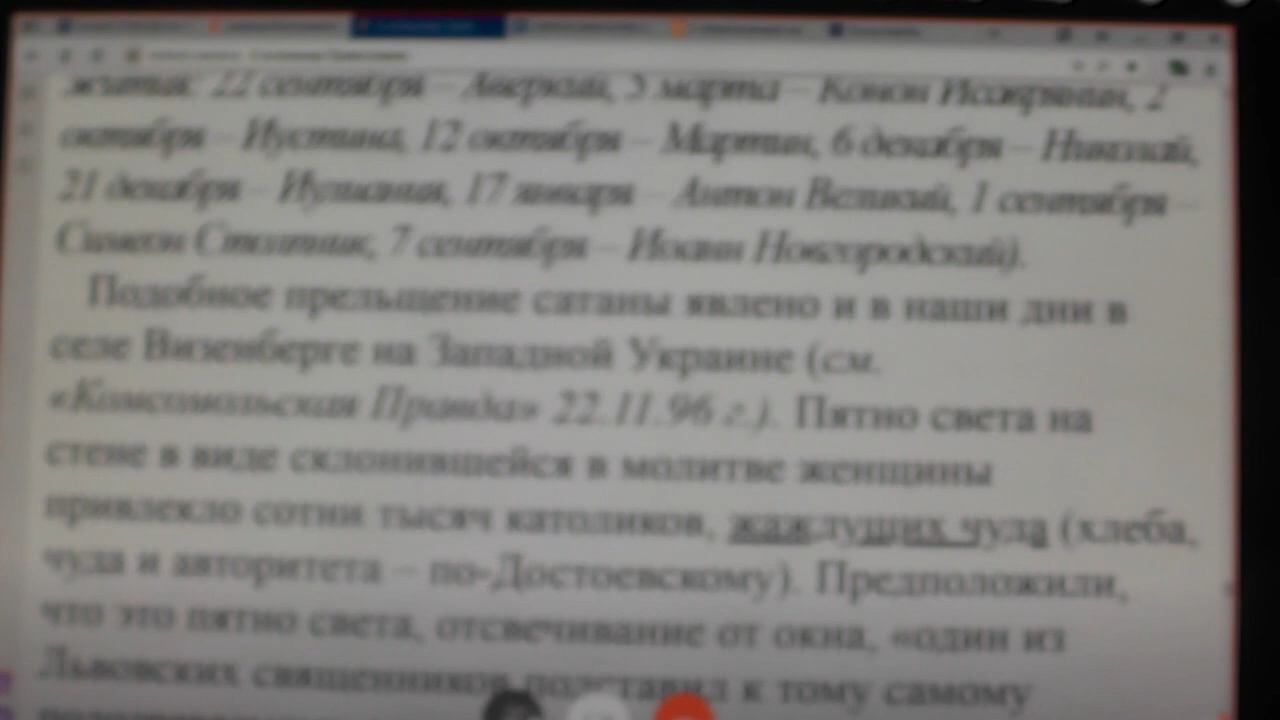 жития: 22 сентября – Аверкий, 5 марта – Конон Исаврянин, 2
октября – Иустина, 12 октября – Мартин, 6 декабря – Николай,
21 декабря – Иулиания, 17 января – Антон Великий, 1 сентября –
Симеон Столпник, 7 сентября – Иоанн Новгородский).
Подобное прельщение сатаны явлено и в наши дни в
селе Визенберге на Западной Украине (см.
«Комсомольская Правда» 22.11.96 г.). Пятно света на
стене в виде склонившейся в молитве женщины
привлекло сотни тысяч католиков, жаждущих чуда (хлеба,
чуда и авторитета – по-Достоевскому). Предположили,
что это пятно света, отсвечивание от окна, «один из
Львовских священников подставил к тому самому